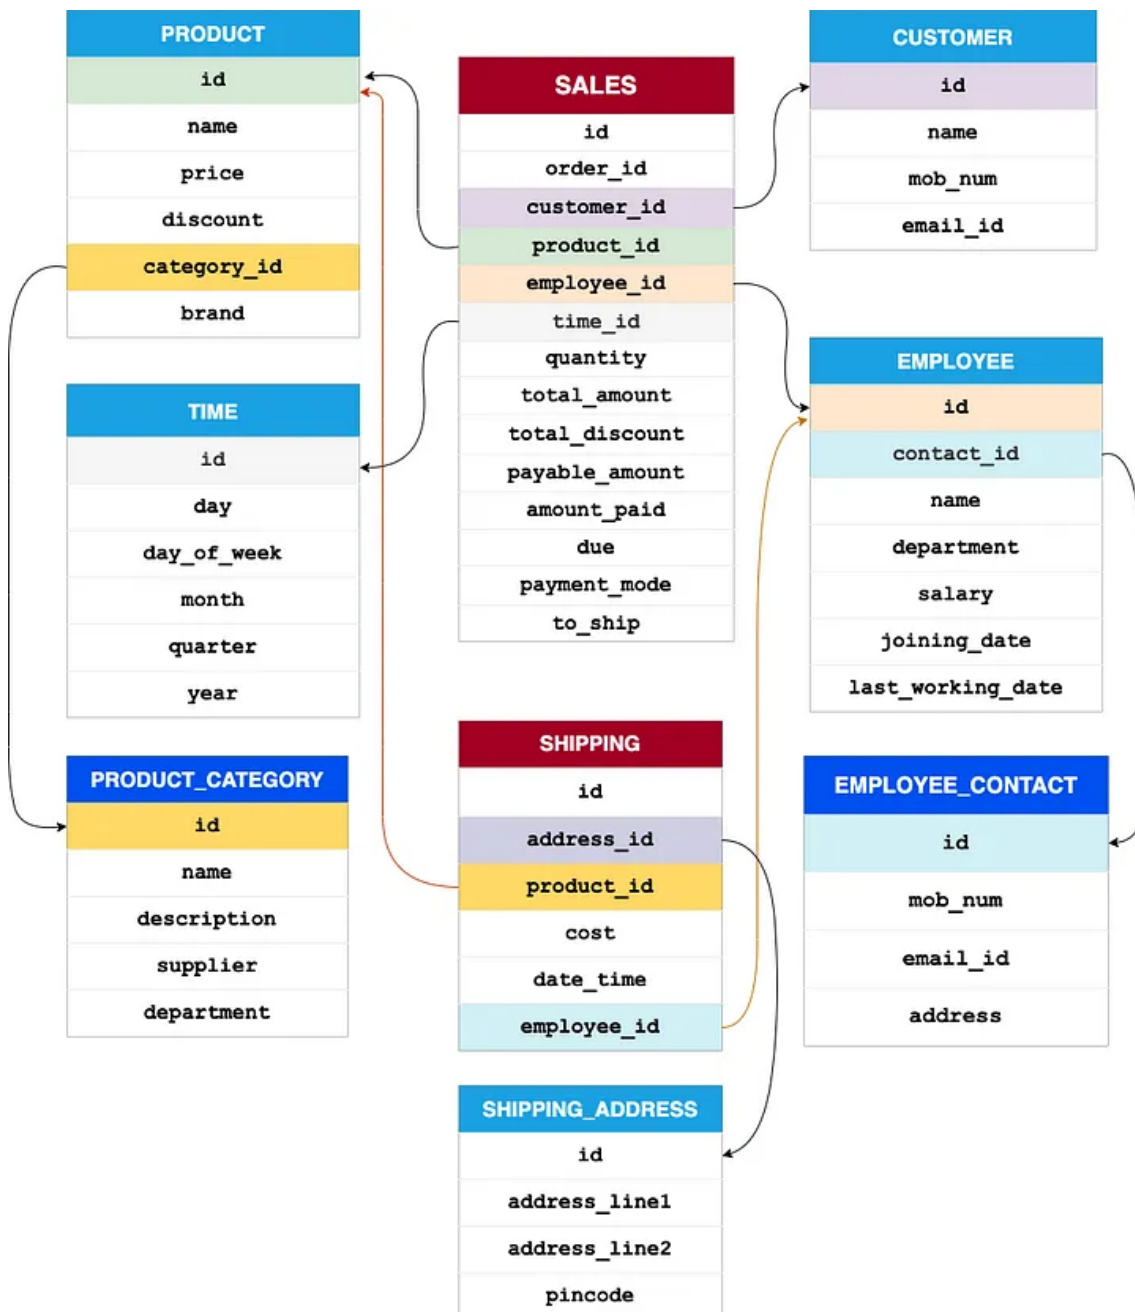 PRODUCT
id
name
price
discount
category_id
brand
TIME
id
day
day_of_week
month
quarter
year
PRODUCT_CATEGORY
id
name
description
supplier
department
SALES
id
order_id
customer_id
product_id
employee_id
time_id
quantity
total_amount
total_discount
payable_amount
amount_paid
due
payment_mode
to_ship
SHIPPING
id
address_id
product_id
cost
date_time
employee_id
SHIPPING_ADDRESS
id
address_line1
address_line2
pincode
CUSTOMER
id
name
mob_num
email_id
EMPLOYEE
id
contact_id
name
department
salary
joining_date
last_working_date
EMPLOYEE_CONTACT
id
mob_num
email_id
address